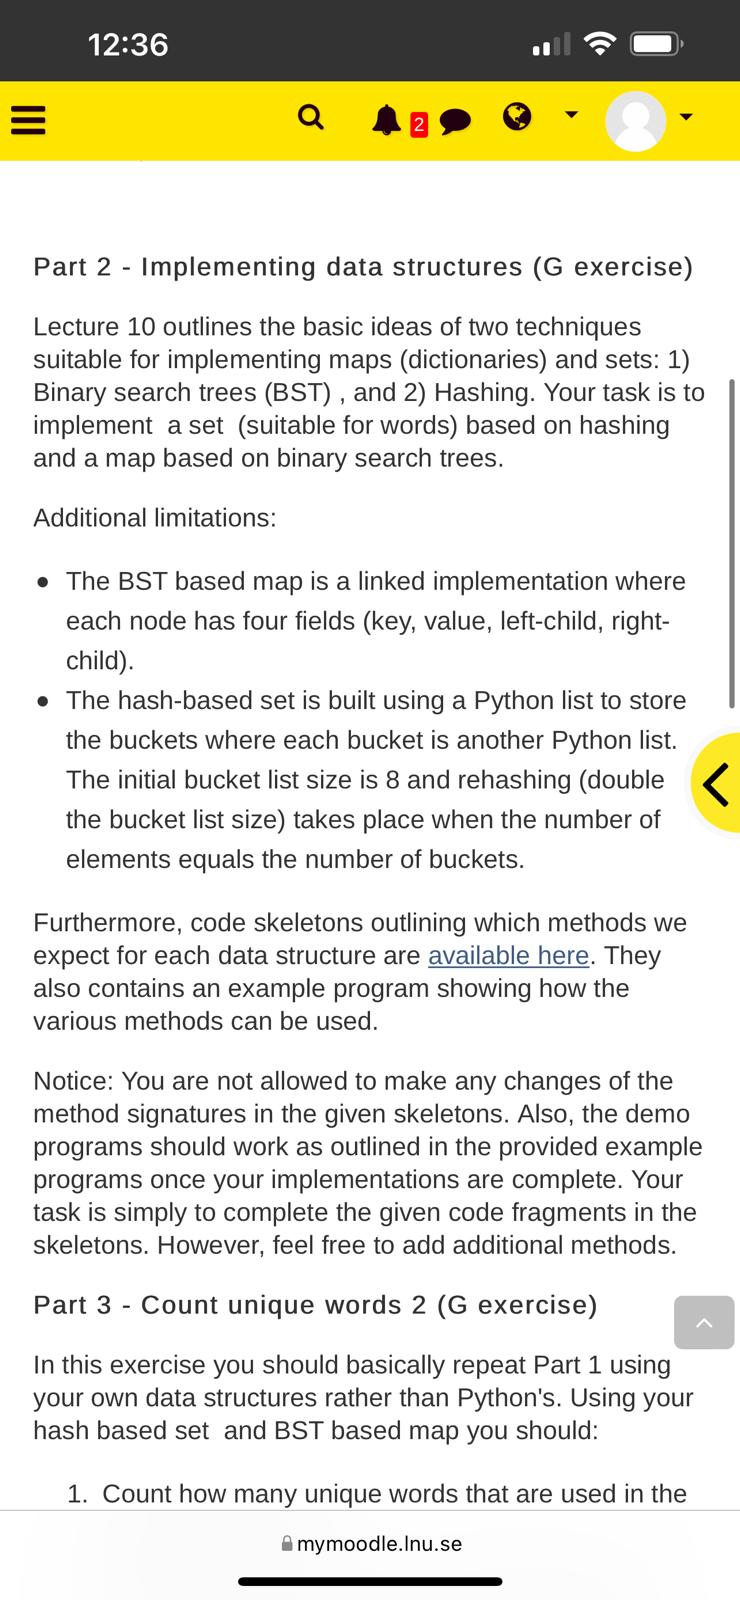 12:36
2
Part 2 - Implementing data structures (G exercise)
Lecture 10 outlines the basic ideas of two techniques
suitable for implementing maps (dictionaries) and sets: 1)
Binary search trees (BST) , and 2) Hashing. Your task is to
implement  a set  (suitable for words) based on hashing
and a map based on binary search trees.
Additional limitations:
• The BST based map is a linked implementation where
each node has four fields (key, value, left-child, right-
child).
• The hash-based set is built using a Python list to store
the buckets where each bucket is another Python list.
The initial bucket list size is 8 and rehashing (double
the bucket list size) takes place when the number of
elements equals the number of buckets.
Furthermore, code skeletons outlining which methods we
expect for each data structure are available here. They
also contains an example program showing how the
various methods can be used.
Notice: You are not allowed to make any changes of the
method signatures in the given skeletons. Also, the demo
programs should work as outlined in the provided example
programs once your implementations are complete. Your
task is simply to complete the given code fragments in the
skeletons. However, feel free to add additional methods.
Part 3 - Count unique words 2 (G exercise)
In this exercise you should basically repeat Part 1 using
your own data structures rather than Python's. Using your
hash based set  and BST based map you should:
1. Count how many unique words that are used in the
mymoodle.lnu.se